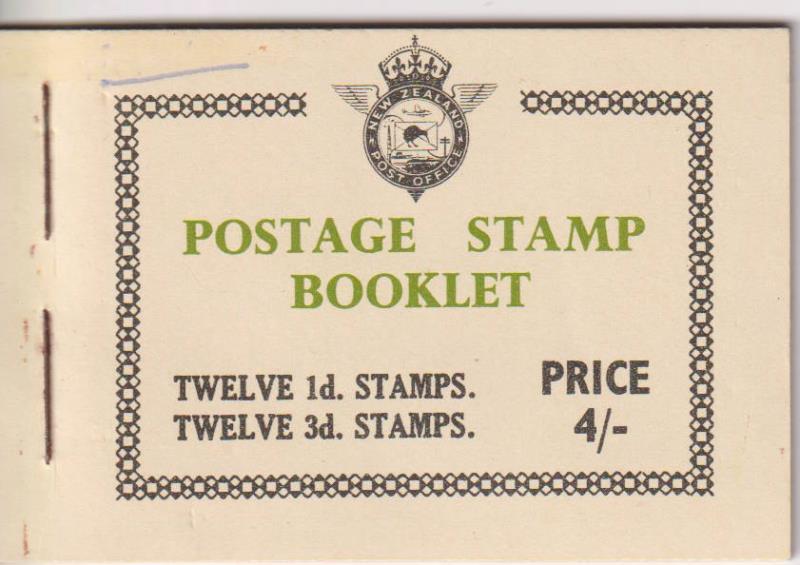 NEW ZEALAND
POST OFFICE
POSTAGE STAMP
BOOKLET
TWELVE 1d. STAMPS.
TWELVE 3d. STAMPS.
PRICE
4/-